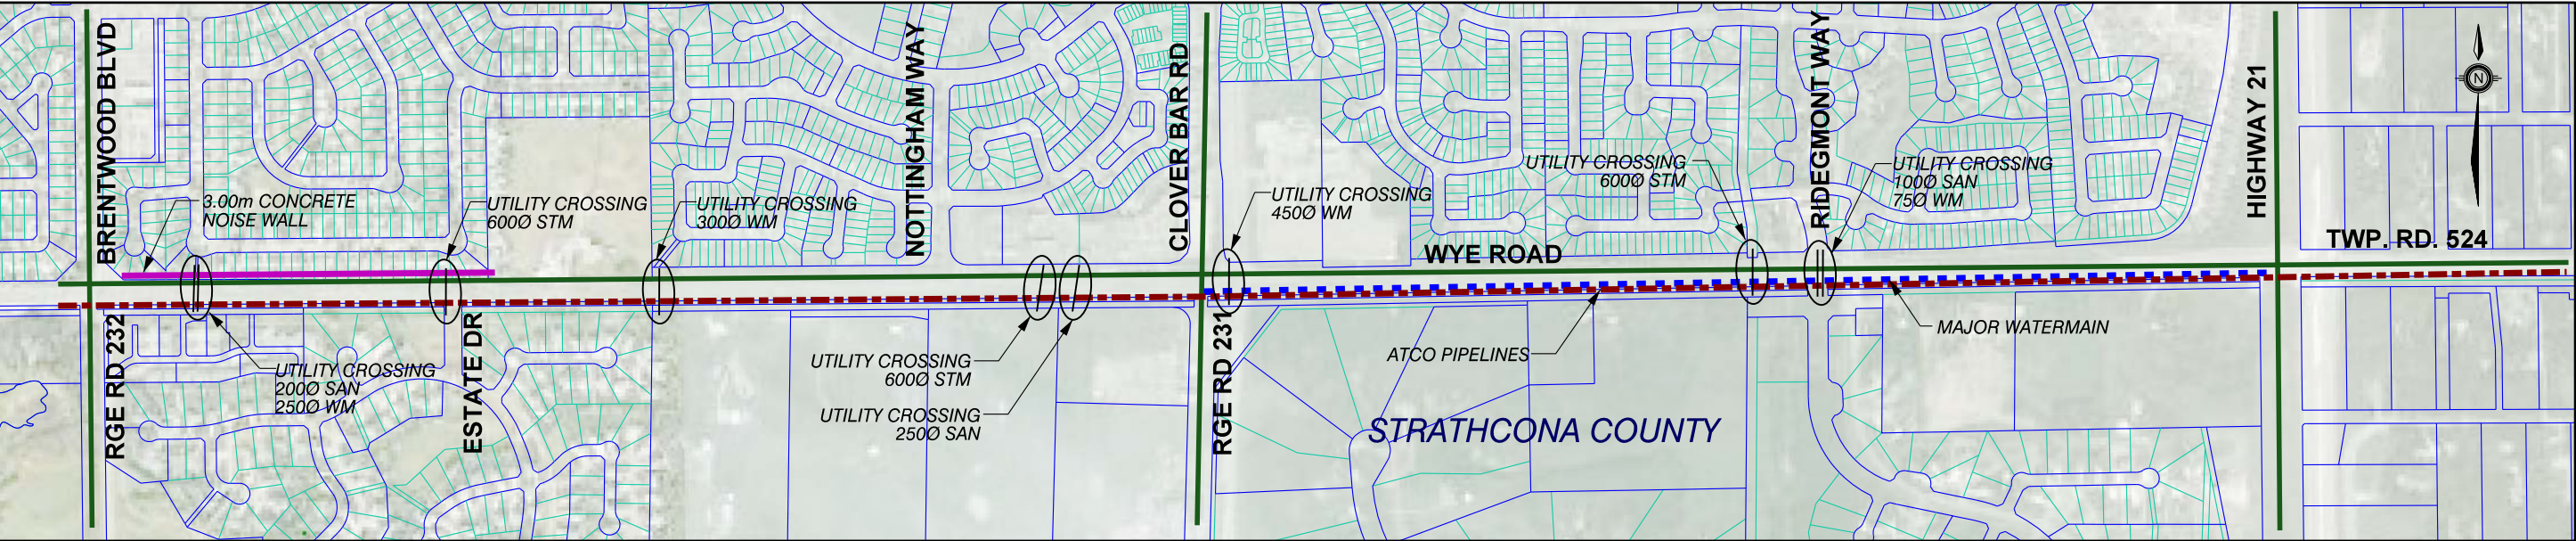 BRENTWOOD BLVD
NOTTINGHAM WAY
CLOVER BAR RD
RIDEGMONT WAY
HIGHWAY 21
N
3.00m CONCRETE
NOISE WALL
UTILITY CROSSING
600Ø STM
UTILITY CROSSING
300Ø WM
UTILITY CROSSING
450Ø WM
UTILITY CROSSING
600Ø STM
UTILITY CROSSING
100Ø SAN
75Ø WM
WYE ROAD
TWP. RD. 524
RGE RD 232
UTILITY CROSSING
200Ø SAN
250Ø WM
ESTATE DR
UTILITY CROSSING
600Ø STM
UTILITY CROSSING
250Ø SAN
RGE RD 231
ATCO PIPELINES
MAJOR WATERMAIN
STRATHCONA COUNTY